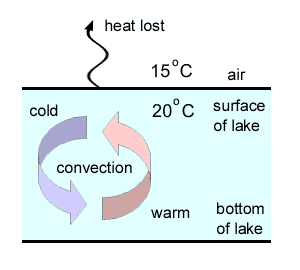 heat lost
15°C air
cold 20°C surface
of lake
convection
warm bottom
of lake